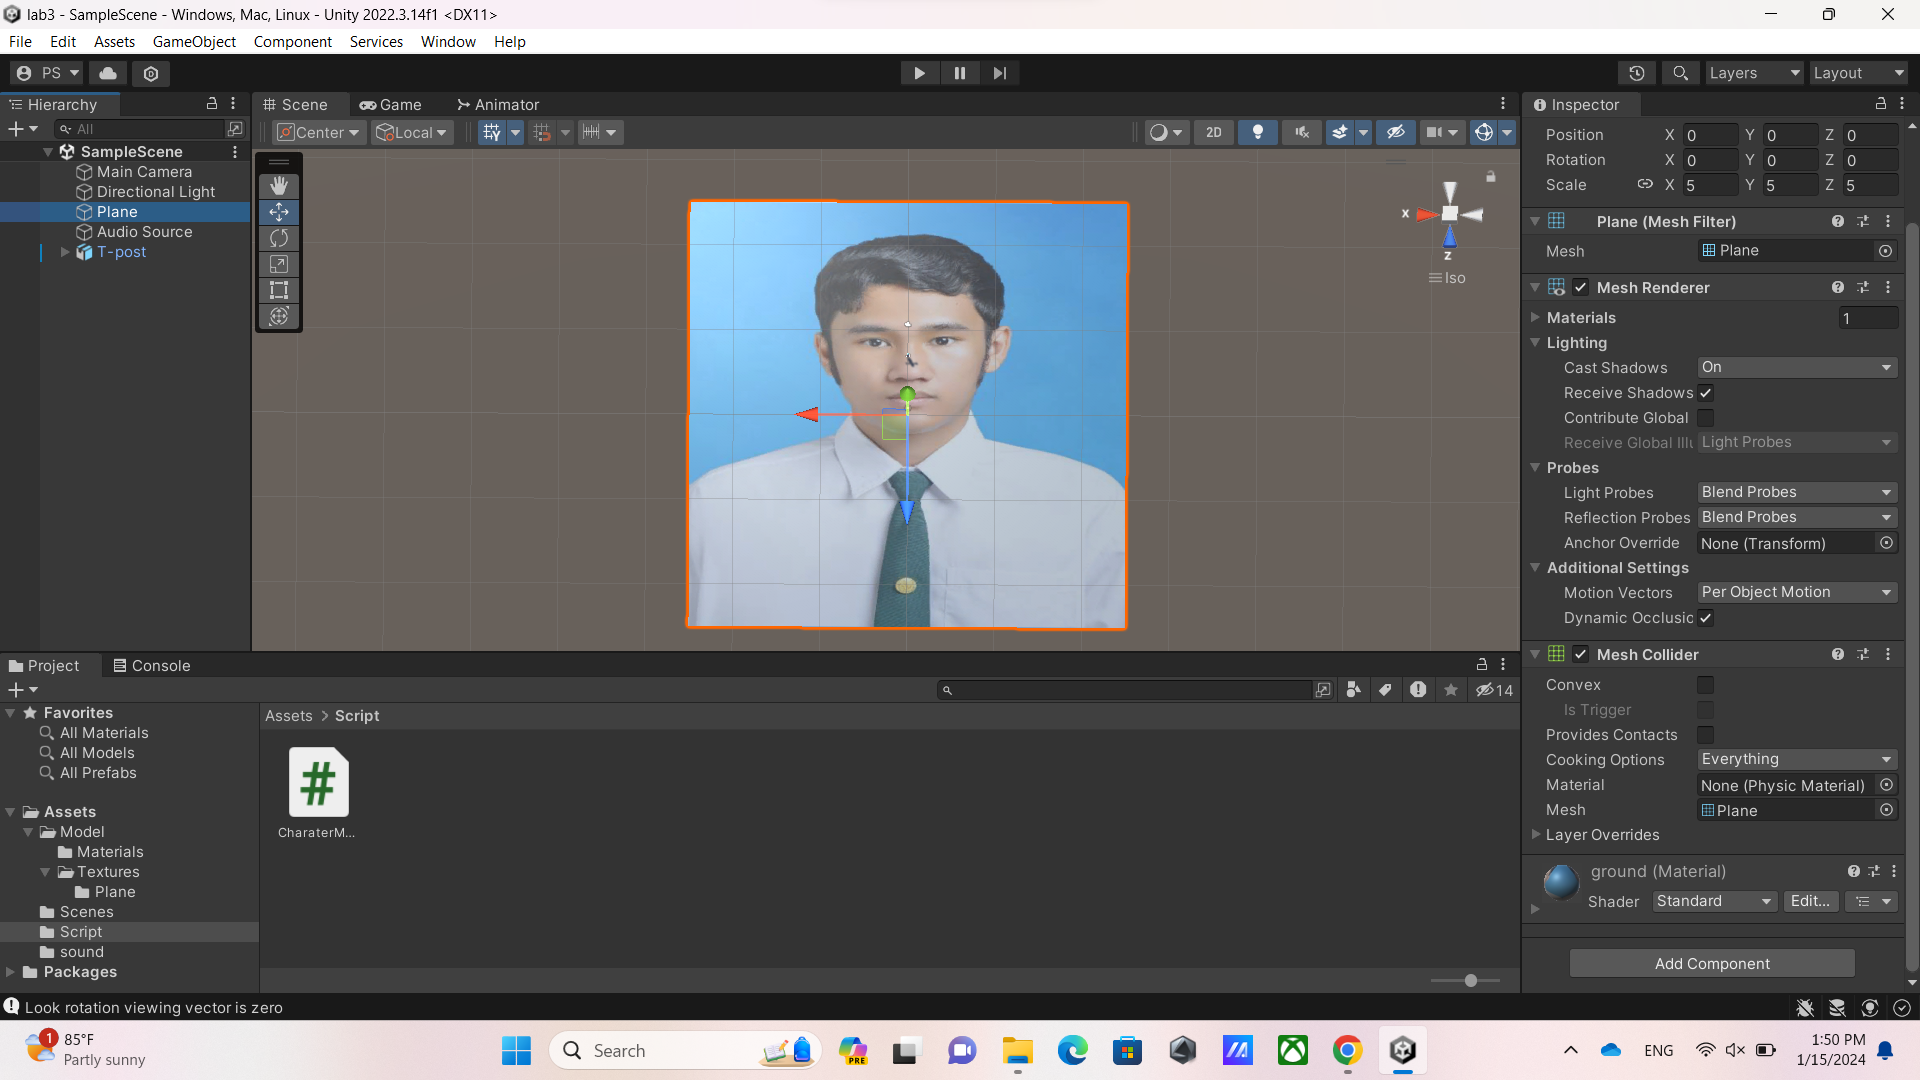 lab3 - SampleScene - Windows, Mac, Linux - Unity 2022.3.14f1 <DX11>
File Edit Assets GameObject Component Services Window Help
PS
Layers Layout
Hierarchy
All
SampleScene
Main Camera
Directional Light
Plane
Audio Source
T-post
Scene Game Animator
Center Local 2D
x
z
Iso
Inspector
Position X 0 Y 0 Z 0
Rotation X 0 Y 0 Z 0
Scale X 5 Y 5 Z 5
Plane (Mesh Filter)
Mesh Plane
Mesh Renderer
Materials 1
Lighting
Cast Shadows On
Receive Shadows
Contribute Global
Receive Global Illu Light Probes
Probes
Light Probes Blend Probes
Reflection Probes Blend Probes
Anchor Override None (Transform)
Additional Settings
Motion Vectors Per Object Motion
Dynamic Occlusic
Mesh Collider
Convex
Is Trigger
Provides Contacts
Cooking Options Everything
Material None (Physic Material)
Mesh Plane
Layer Overrides
ground (Material)
Shader Standard Edit...
Add Component
Project Console
14
Favorites
All Materials
All Models
All Prefabs
Assets
Model
Materials
Textures
Plane
Scenes
Script
sound
Packages
Assets > Script
#
CharaterM...
Look rotation viewing vector is zero
1
85°F
Partly sunny
Search
PRE
ENG
1:50 PM
1/15/2024